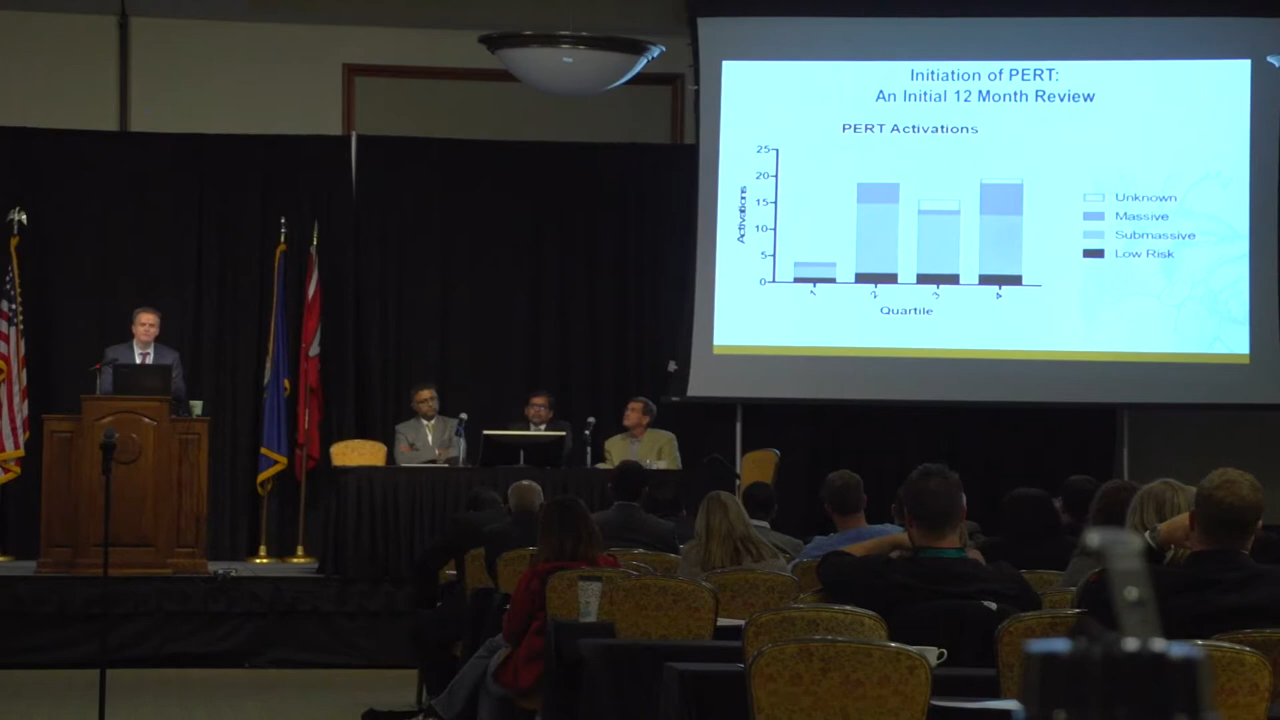 Initiation of PERT:
An Initial 12 Month Review
PERT Activations
25
20
15
10
5
0
Activations
1
2
3
4
Quartile
Unknown
Massive
Submassive
Low Risk